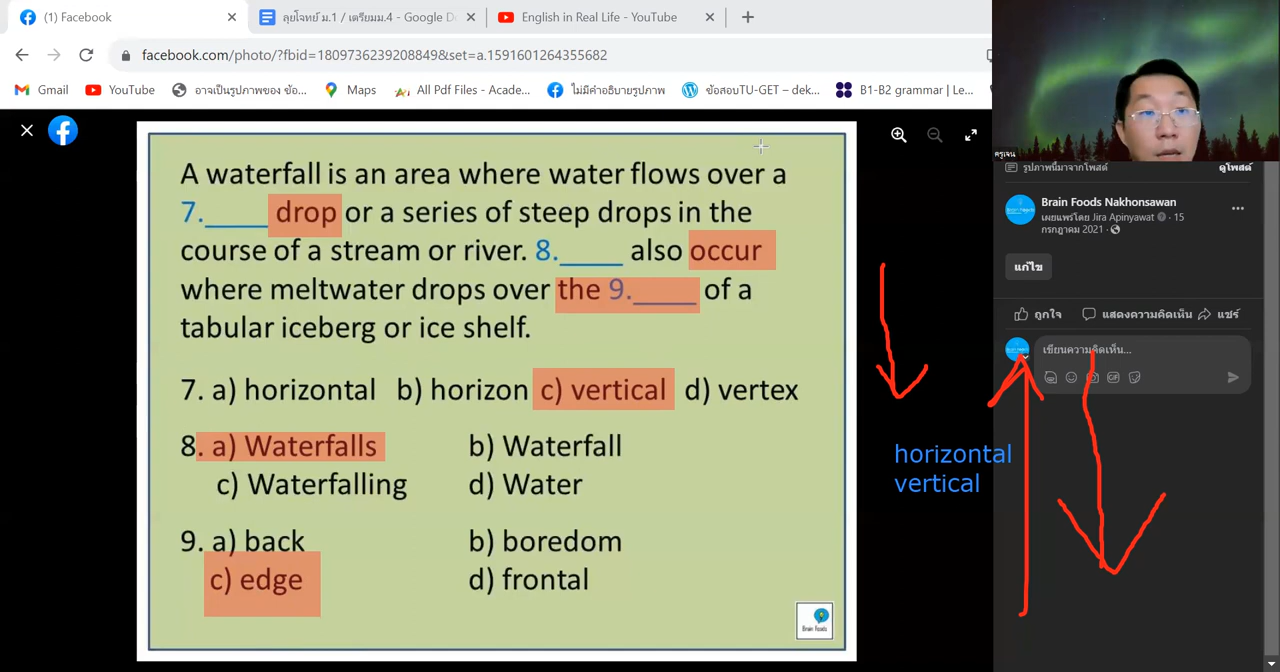 (1) Facebook
ลุยโจทย์ ม.1 / เตรียมม.4 - Google Do
English in Real Life - YouTube
facebook.com/photo/?fbid=1809736239208849&set=a.1591601264355682
Gmail YouTube อาจเป็นรูปภาพของ ข้อ... Maps All Pdf Files - Acade... ไม่มีคำอธิบายรูปภาพ ข้อสอบTU-GET – dek... B1-B2 grammar | Le...
A waterfall is an area where water flows over a
7.____ drop or a series of steep drops in the
course of a stream or river. 8.____ also occur
where meltwater drops over the 9.____ of a
tabular iceberg or ice shelf.
7. a) horizontal b) horizon c) vertical d) vertex
8. a) Waterfalls b) Waterfall
c) Waterfalling d) Water
9. a) back b) boredom
c) edge d) frontal
Brain Foods
horizontal
vertical
ครูเจน
รูปภาพนี้มาจากโพสต์ ดูโพสต์
Brain Foods Nakhonsawan
เผยแพร่โดย Jira Apinyawat · 15
กรกฎาคม 2021 ·
แก้ไข
ถูกใจ แสดงความคิดเห็น แชร์
เขียนความคิดเห็น...